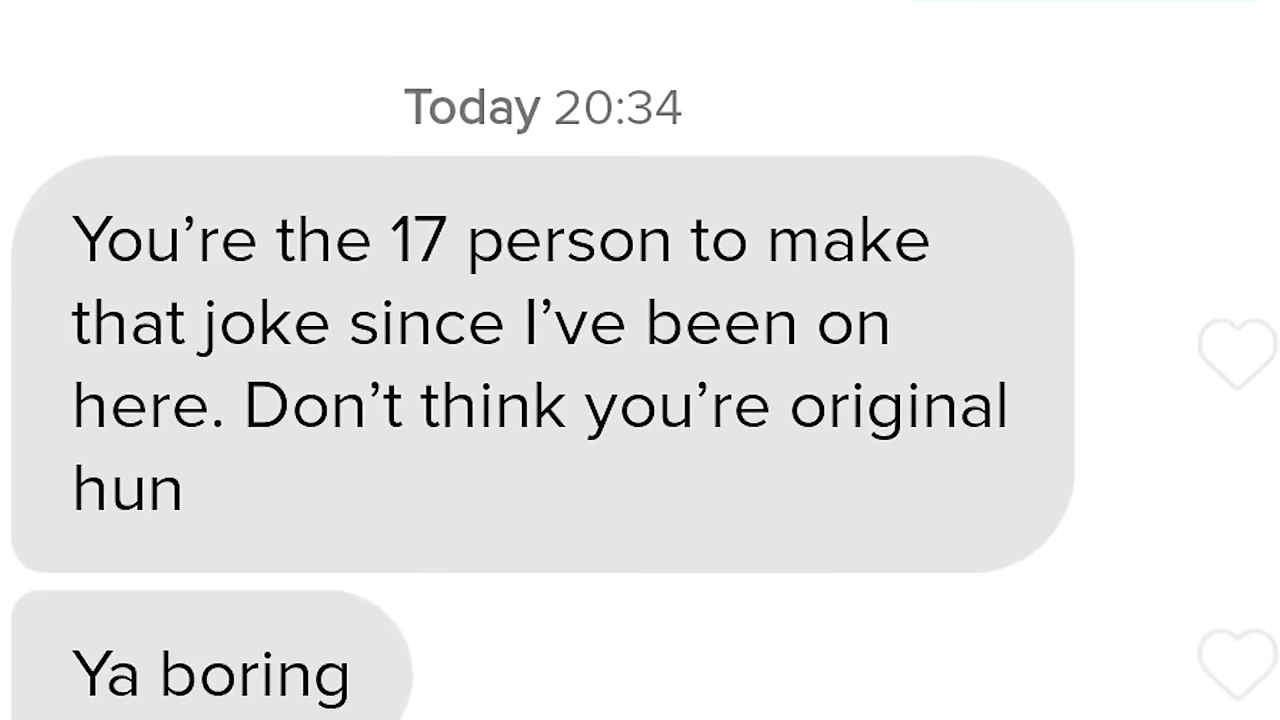 Today 20:34
You’re the 17 person to make
that joke since I’ve been on
here. Don’t think you’re original
hun
Ya boring